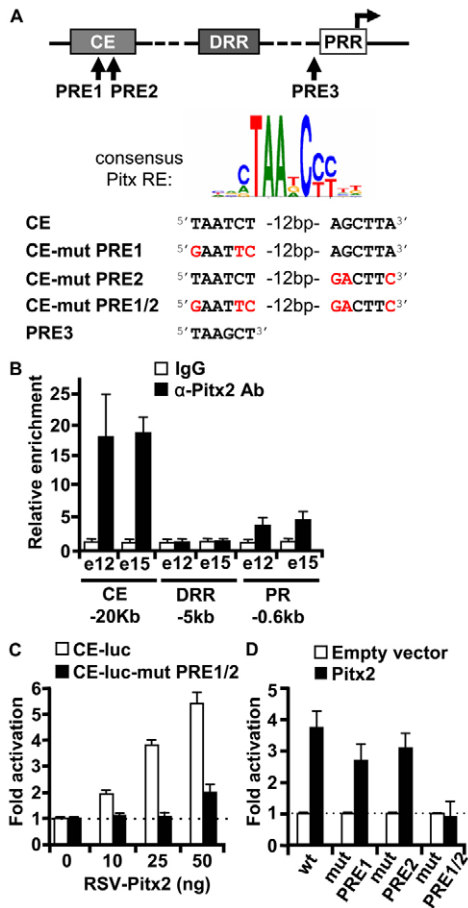 A
CE DRR PRR
PRE1 PRE2 PRE3
consensus
Pitx RE:
CE 5'TAATCT -12bp- AGCTTA3'
CE-mut PRE1 5'GAATTC -12bp- AGCTTA3'
CE-mut PRE2 5'TAATCT -12bp- GACTTC3'
CE-mut PRE1/2 5'GAATTC -12bp- GACTTC3'
PRE3 5'TAAGCT3'
B
IgG
α-Pitx2 Ab
Relative enrichment
25
20
15
10
5
0
e12 e15 e12 e15 e12 e15
CE DRR PR
-20Kb -5kb -0.6kb
C
CE-luc
CE-luc-mut PRE1/2
Fold activation
6
5
4
3
2
1
0
0 10 25 50
RSV-Pitx2 (ng)
D
Empty vector
Pitx2
Fold activation
5
4
3
2
1
0
wt
mut PRE1
mut PRE2
mut PRE1/2